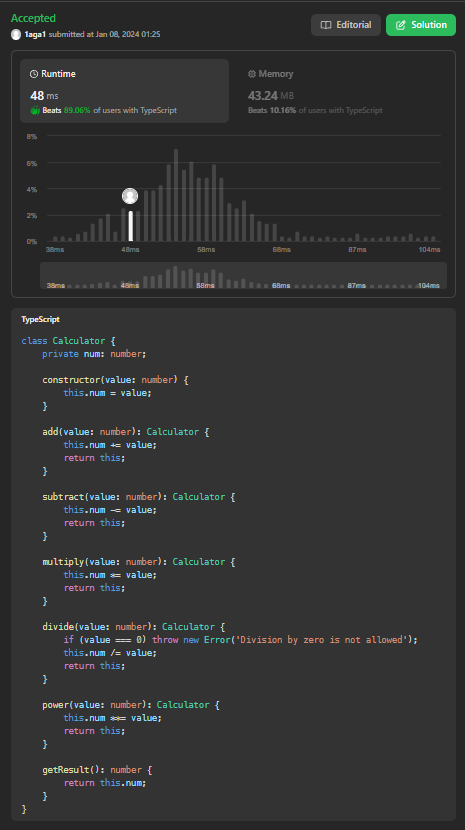 Accepted
1aga1 submitted at Jan 08, 2024 01:25
Editorial
Solution
Runtime
48 ms
Beats 89.06% of users with TypeScript
Memory
43.24 MB
Beats 10.16% of users with TypeScript
8%
6%
4%
2%
0%
38ms 48ms 58ms 68ms 87ms 104ms
38ms 48ms 58ms 68ms 87ms 104ms
TypeScript
class Calculator {
    private num: number;

    constructor(value: number) {
        this.num = value;
    }

    add(value: number): Calculator {
        this.num += value;
        return this;
    }

    subtract(value: number): Calculator {
        this.num -= value;
        return this;
    }

    multiply(value: number): Calculator {
        this.num *= value;
        return this;
    }

    divide(value: number): Calculator {
        if (value === 0) throw new Error('Division by zero is not allowed');
        this.num /= value;
        return this;
    }

    power(value: number): Calculator {
        this.num **= value;
        return this;
    }

    getResult(): number {
        return this.num;
    }
}